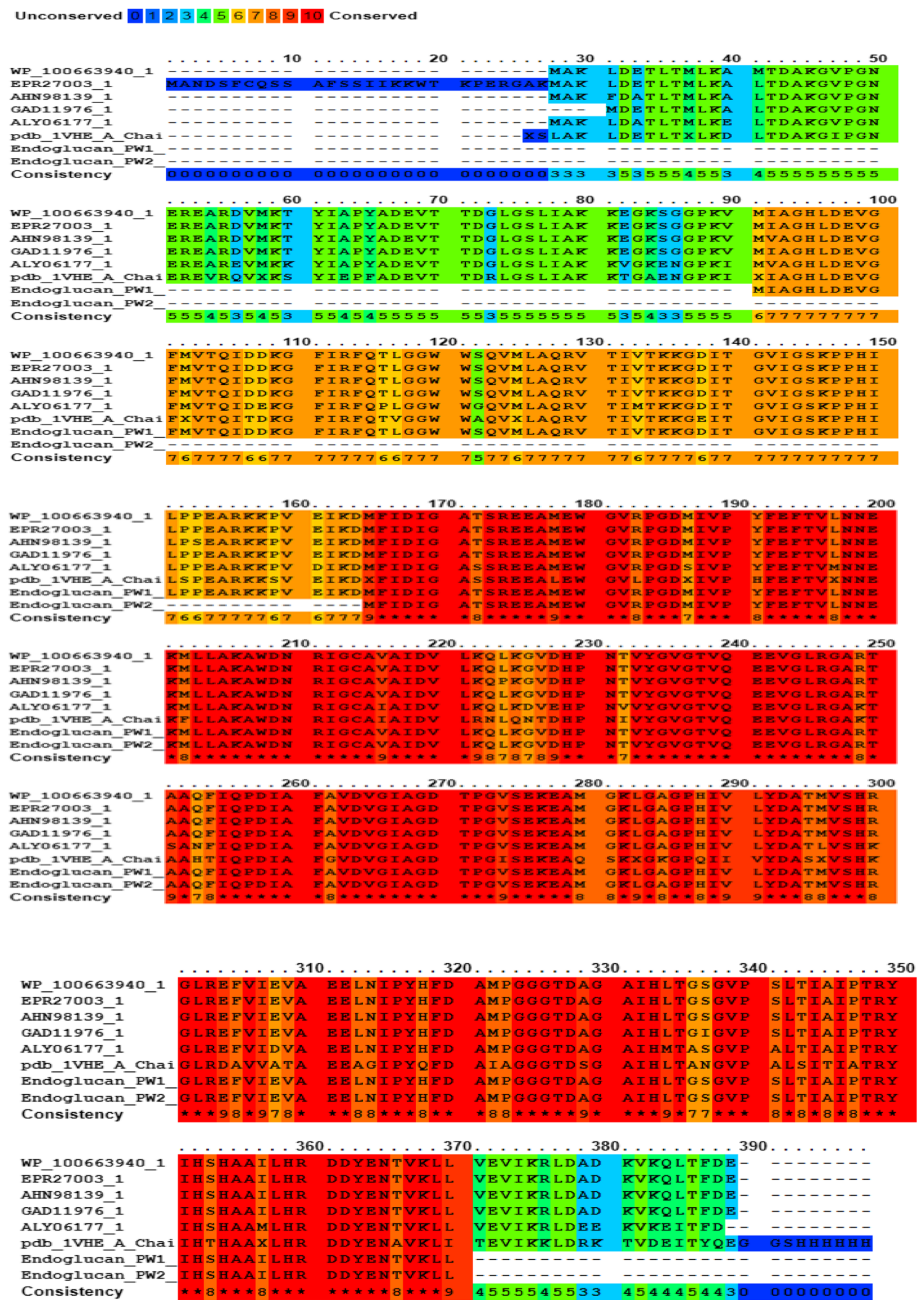 Unconserved 0 1 2 3 4 5 6 7 8 9 10 Conserved
. . . . . . . . . 10 . . . . . . . . 20 . . . . . . . . 30 . . . . . . . . 40 . . . . . . . . 50
WP_100663940_1 ---------- ---------- -------MAK LDETLTMLKA MTDAKGVPGN
EPR27003_1 MANDSFCQSS AFSSIIKKWT KPERGAKMAK LDETLTMLKA LTDAKGVPGN
AHN98139_1 ---------- ---------- -------MAK FDATLTMLKA LTDAKGVPGN
GAD11976_1 ---------- ---------- ---------- MDETLTMLKA LTDAKGVPGN
ALY06177_1 ---------- ---------- -------MAK LDATLTMLKE LTDAKGVPGN
pdb_1VHE_A_Chai ---------- ---------- -----XSLAK LDETLTXLKD LTDAKGIPGN
Endoglucan_PW1_ ---------- ---------- ---------- ---------- ----------
Endoglucan_PW2_ ---------- ---------- ---------- ---------- ----------
Consistency 0000000000 0000000000 0000000333 3535554553 4555555555
. . . . . . . . . 60 . . . . . . . . 70 . . . . . . . . 80 . . . . . . . . 90 . . . . . . . . 100
WP_100663940_1 EREARDVMKT YIAPYADEVT TDGLGSLIAK KEGKSGGPKV MIAGHLDEVG
EPR27003_1 EREARDVMKT YIAPYADEVT TDGLGSLIAK KEGKSGGPKV MIAGHLDEVG
AHN98139_1 EREARDVMKT YIAPYADEVT TDGLGSLIAK KEGKSGGPKV MVAGHLDEVG
GAD11976_1 EREARDVMKT YIAPYADEVT TDGLGSLIAK KEGKSGGPKV MIAGHLDEVG
ALY06177_1 EREAREVMKK YIAPYADEVT TDGLGSLIAK KVGKENGPKI MIAGHLDEVG
pdb_1VHE_A_Chai EREVRQVXKS YIEPFADEVT TDRLGSLIAK KTGAENGPKI XIAGHLDEVG
Endoglucan_PW1_ ---------- ---------- ---------- ---------- MIAGHLDEVG
Endoglucan_PW2_ ---------- ---------- ---------- ---------- ----------
Consistency 5554535453 5545455555 5535555555 3543355555 6777777777
. . . . . . . . . 110 . . . . . . . . 120 . . . . . . . . 130 . . . . . . . . 140 . . . . . . . . 150
WP_100663940_1 FMVTQIDDKG FIRFQTLGGW WSQVMLAQRV TIVTKKGDIT GVIGSKPPHI
EPR27003_1 FMVTQIDDKG FIRFQTLGGW WSQVMLAQRV TIVTKKGDIT GVIGSKPPHI
AHN98139_1 FMVTQIDDKG FIRFQTLGGW WSQVMLAQRV TIVTKKGDIT GVIGSKPPHI
GAD11976_1 FMVTQIDDKG FIRFQTLGGW WSQVMLAQRV TIVTKKGDIT GVIGSKPPHI
ALY06177_1 FMVTQIDEKG FIRFQPLGGW WGQVMLAQRV TIMTKKGDIT GVIGSKPPHI
pdb_1VHE_A_Chai FXVTQITDKG FIRFQTVGGW WAQVXLAQRV TIVTKKGEIT GVIGSKPPHI
Endoglucan_PW1_ FMVTQIDDKG FIRFQTLGGW WSQVMLAQRV TIVTKKGDIT GVIGSKPPHI
Endoglucan_PW2_ ---------- ---------- ---------- ---------- ----------
Consistency 7677776677 7777766777 7577677777 7767777677 7777777777
. . . . . . . . . 160 . . . . . . . . 170 . . . . . . . . 180 . . . . . . . . 190 . . . . . . . . 200
WP_100663940_1 LPPEARKKPV EIKDMFIDIG ATSREEAMEW GVRPGDMIVP YFEFTVLNNE
EPR27003_1 LPPEARKKPV EIKDMFIDIG ATSREEAMEW GVRPGDMIVP YFEFTVLNNE
AHN98139_1 LPSEARKKPV EIKDMFIDIG ATSREEAMEW GVRPGDMIVP YFEFTVLNNE
GAD11976_1 LPPEARKKPV EIKDMFIDIG ATSREEAMEW GVRPGDMIVP YFEFTVLNNE
ALY06177_1 LPPEARKKPV DIKDMFIDIG ATSREEAMEW GVRPGDSIVP YFEFTVLNNE
pdb_1VHE_A_Chai LSPEARKKSV EIKDXFIDIG ASSREEALEW GVLPGDXIVP HFEFTVXNNE
Endoglucan_PW1_ LPPEARKKPV EIKDMFIDIG ATSREEAMEW GVRPGDMIVP YFEFTVLNNE
Endoglucan_PW2_ ---------- ----MFIDIG ATSREEAMEW GVRPGDMIVP YFEFTVLNNE
Consistency 7667777767 67779***** *8*****9** **8***7*** 8*****8***
. . . . . . . . . 210 . . . . . . . . 220 . . . . . . . . 230 . . . . . . . . 240 . . . . . . . . 250
WP_100663940_1 KMLLAKAWDN RIGCAVAIDV LKQLKGVDHP NTVYGVGTVQ EEVGLRGART
EPR27003_1 KMLLAKAWDN RIGCAVAIDV LKQLKGVDHP NTVYGVGTVQ EEVGLRGART
AHN98139_1 KMLLAKAWDN RIGCAVAIDV LKQPKGVDHP NTVYGVGTVQ EEVGLRGART
GAD11976_1 KMLLAKAWDN RIGCAVAIDV LKQLKGVDHP NTVYGVGTVQ EEVGLRGART
ALY06177_1 KMLLAKAWDN RIGCAIAIDV LKQLKDVEHP NVVYGVGTVQ EEVGLRGAKT
pdb_1VHE_A_Chai KFLLAKAWDN RIGCAIAIDV LRNLQNTDHP NIVYGVGTVQ EEVGLRGAKT
Endoglucan_PW1_ KMLLAKAWDN RIGCAVAIDV LKQLKGVDHP NTVYGVGTVQ EEVGLRGART
Endoglucan_PW2_ KMLLAKAWDN RIGCAVAIDV LKQLKGVDHP NTVYGVGTVQ EEVGLRGART
Consistency *8******** *****9**** *9878789** *7******** ********8*
. . . . . . . . . 260 . . . . . . . . 270 . . . . . . . . 280 . . . . . . . . 290 . . . . . . . . 300
WP_100663940_1 AAQFIQPDIA FAVDVGIAGD TPGVSEKEAM GKLGAGPHIV LYDATMVSHR
EPR27003_1 AAQFIQPDIA FAVDVGIAGD TPGVSEKEAM GKLGAGPHIV LYDATMVSHR
AHN98139_1 AAQFIQPDIA FAVDVGIAGD TPGVSEKEAM GKLGAGPHIV LYDATMVSHR
GAD11976_1 AAQFIQPDIA FAVDVGIAGD TPGVSEKEAM GKLGAGPHIV LYDATMVSHR
ALY06177_1 SANFIQPDIA FAVDVGIAGD TPGVSEKEAM GKLGAGPHIV LYDATLVSHK
pdb_1VHE_A_Chai AAHTIQPDIA FGVDVGIAGD TPGISEKEAQ SKXGKGPQII VYDASXVSHK
Endoglucan_PW1_ AAQFIQPDIA FAVDVGIAGD TPGVSEKEAM GKLGAGPHIV LYDATMVSHR
Endoglucan_PW2_ AAQFIQPDIA FAVDVGIAGD TPGVSEKEAM GKLGAGPHIV LYDATMVSHR
Consistency 9*78****** *8******** ***9*****8 8*9*8**8*9 9***88***8
. . . . . . . . . 310 . . . . . . . . 320 . . . . . . . . 330 . . . . . . . . 340 . . . . . . . . 350
WP_100663940_1 GLREFVIEVA EELNIPYHFD AMPGGGTDAG AIHLTGSGVP SLTIAIPTRY
EPR27003_1 GLREFVIEVA EELNIPYHFD AMPGGGTDAG AIHLTGSGVP SLTIAIPTRY
AHN98139_1 GLREFVIEVA EELNIPYHFD AMPGGGTDAG AIHLTGSGVP SLTIAIPTRY
GAD11976_1 GLREFVIEVA EELNIPYHFD AMPGGGTDAG AIHLTGIGVP SLTIAIPTRY
ALY06177_1 GLREFVIDVA EELNIPYHFD AMPGGGTDAG AIHMTASGVP ALTIAIPTRY
pdb_1VHE_A_Chai GLRDAVVATA EEAGIPYQFD AIAGGGTDSG AIHLTANGVP ALSITIATRY
Endoglucan_PW1_ GLREFVIEVA EELNIPYHFD AMPGGGTDAG AIHLTGSGVP SLTIAIPTRY
Endoglucan_PW2_ GLREFVIEVA EELNIPYHFD AMPGGGTDAG AIHLTGSGVP SLTIAIPTRY
Consistency ***98*978* **88***8** *88*****9* ***9*77*** 8*8*8*8***
. . . . . . . . . 360 . . . . . . . . 370 . . . . . . . . 380 . . . . . . . . 390 . . . . . . . .
WP_100663940_1 IHSHAAILHR DDYENTVKLL VEVIKRLDAD KVKQLTFDE- --------
EPR27003_1 IHSHAAILHR DDYENTVKLL VEVIKRLDAD KVKQLTFDE- --------
AHN98139_1 IHSHAAILHR DDYENTVKLL VEVIKRLDAD KVKQLTFDE- --------
GAD11976_1 IHSHAAILHR DDYENTVKLL VEVIKRLDAD KVKQLTFDE- --------
ALY06177_1 IHSHAAMLHR DDYENTVKLL VEVIKRLDEE KVKEITFD-- --------
pdb_1VHE_A_Chai IHTHAAXLHR DDYENAVKLI TEVIKKLDRK TVDEITYQEG GSHHHHHH
Endoglucan_PW1_ IHSHAAILHR DDYENTVKLL ---------- ---------- --------
Endoglucan_PW2_ IHSHAAILHR DDYENTVKLL ---------- ---------- --------
Consistency **8***8*** *****8***9 4555545533 4544454430 00000000